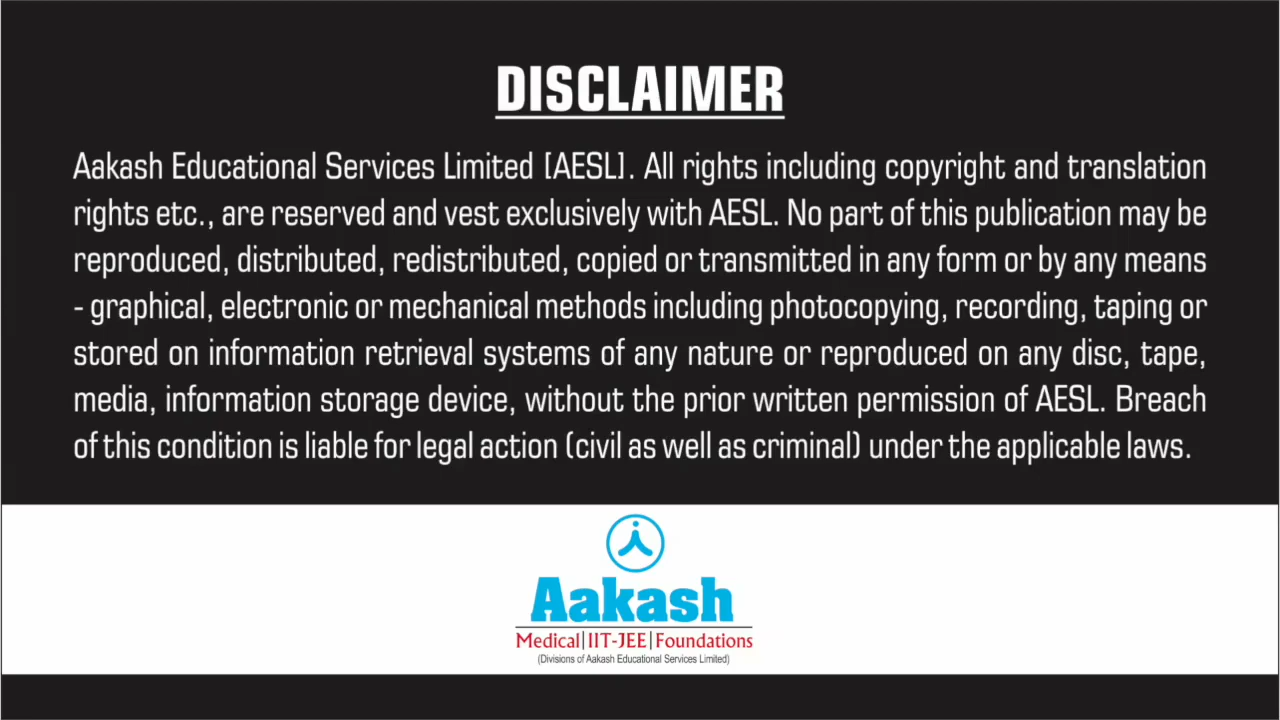 DISCLAIMER
Aakash Educational Services Limited [AESL]. All rights including copyright and translation
rights etc., are reserved and vest exclusively with AESL. No part of this publication may be
reproduced, distributed, redistributed, copied or transmitted in any form or by any means
- graphical, electronic or mechanical methods including photocopying, recording, taping or
stored on information retrieval systems of any nature or reproduced on any disc, tape,
media, information storage device, without the prior written permission of AESL. Breach
of this condition is liable for legal action (civil as well as criminal) under the applicable laws.
Aakash
Medical|IIT-JEE|Foundations
(Divisions of Aakash Educational Services Limited)